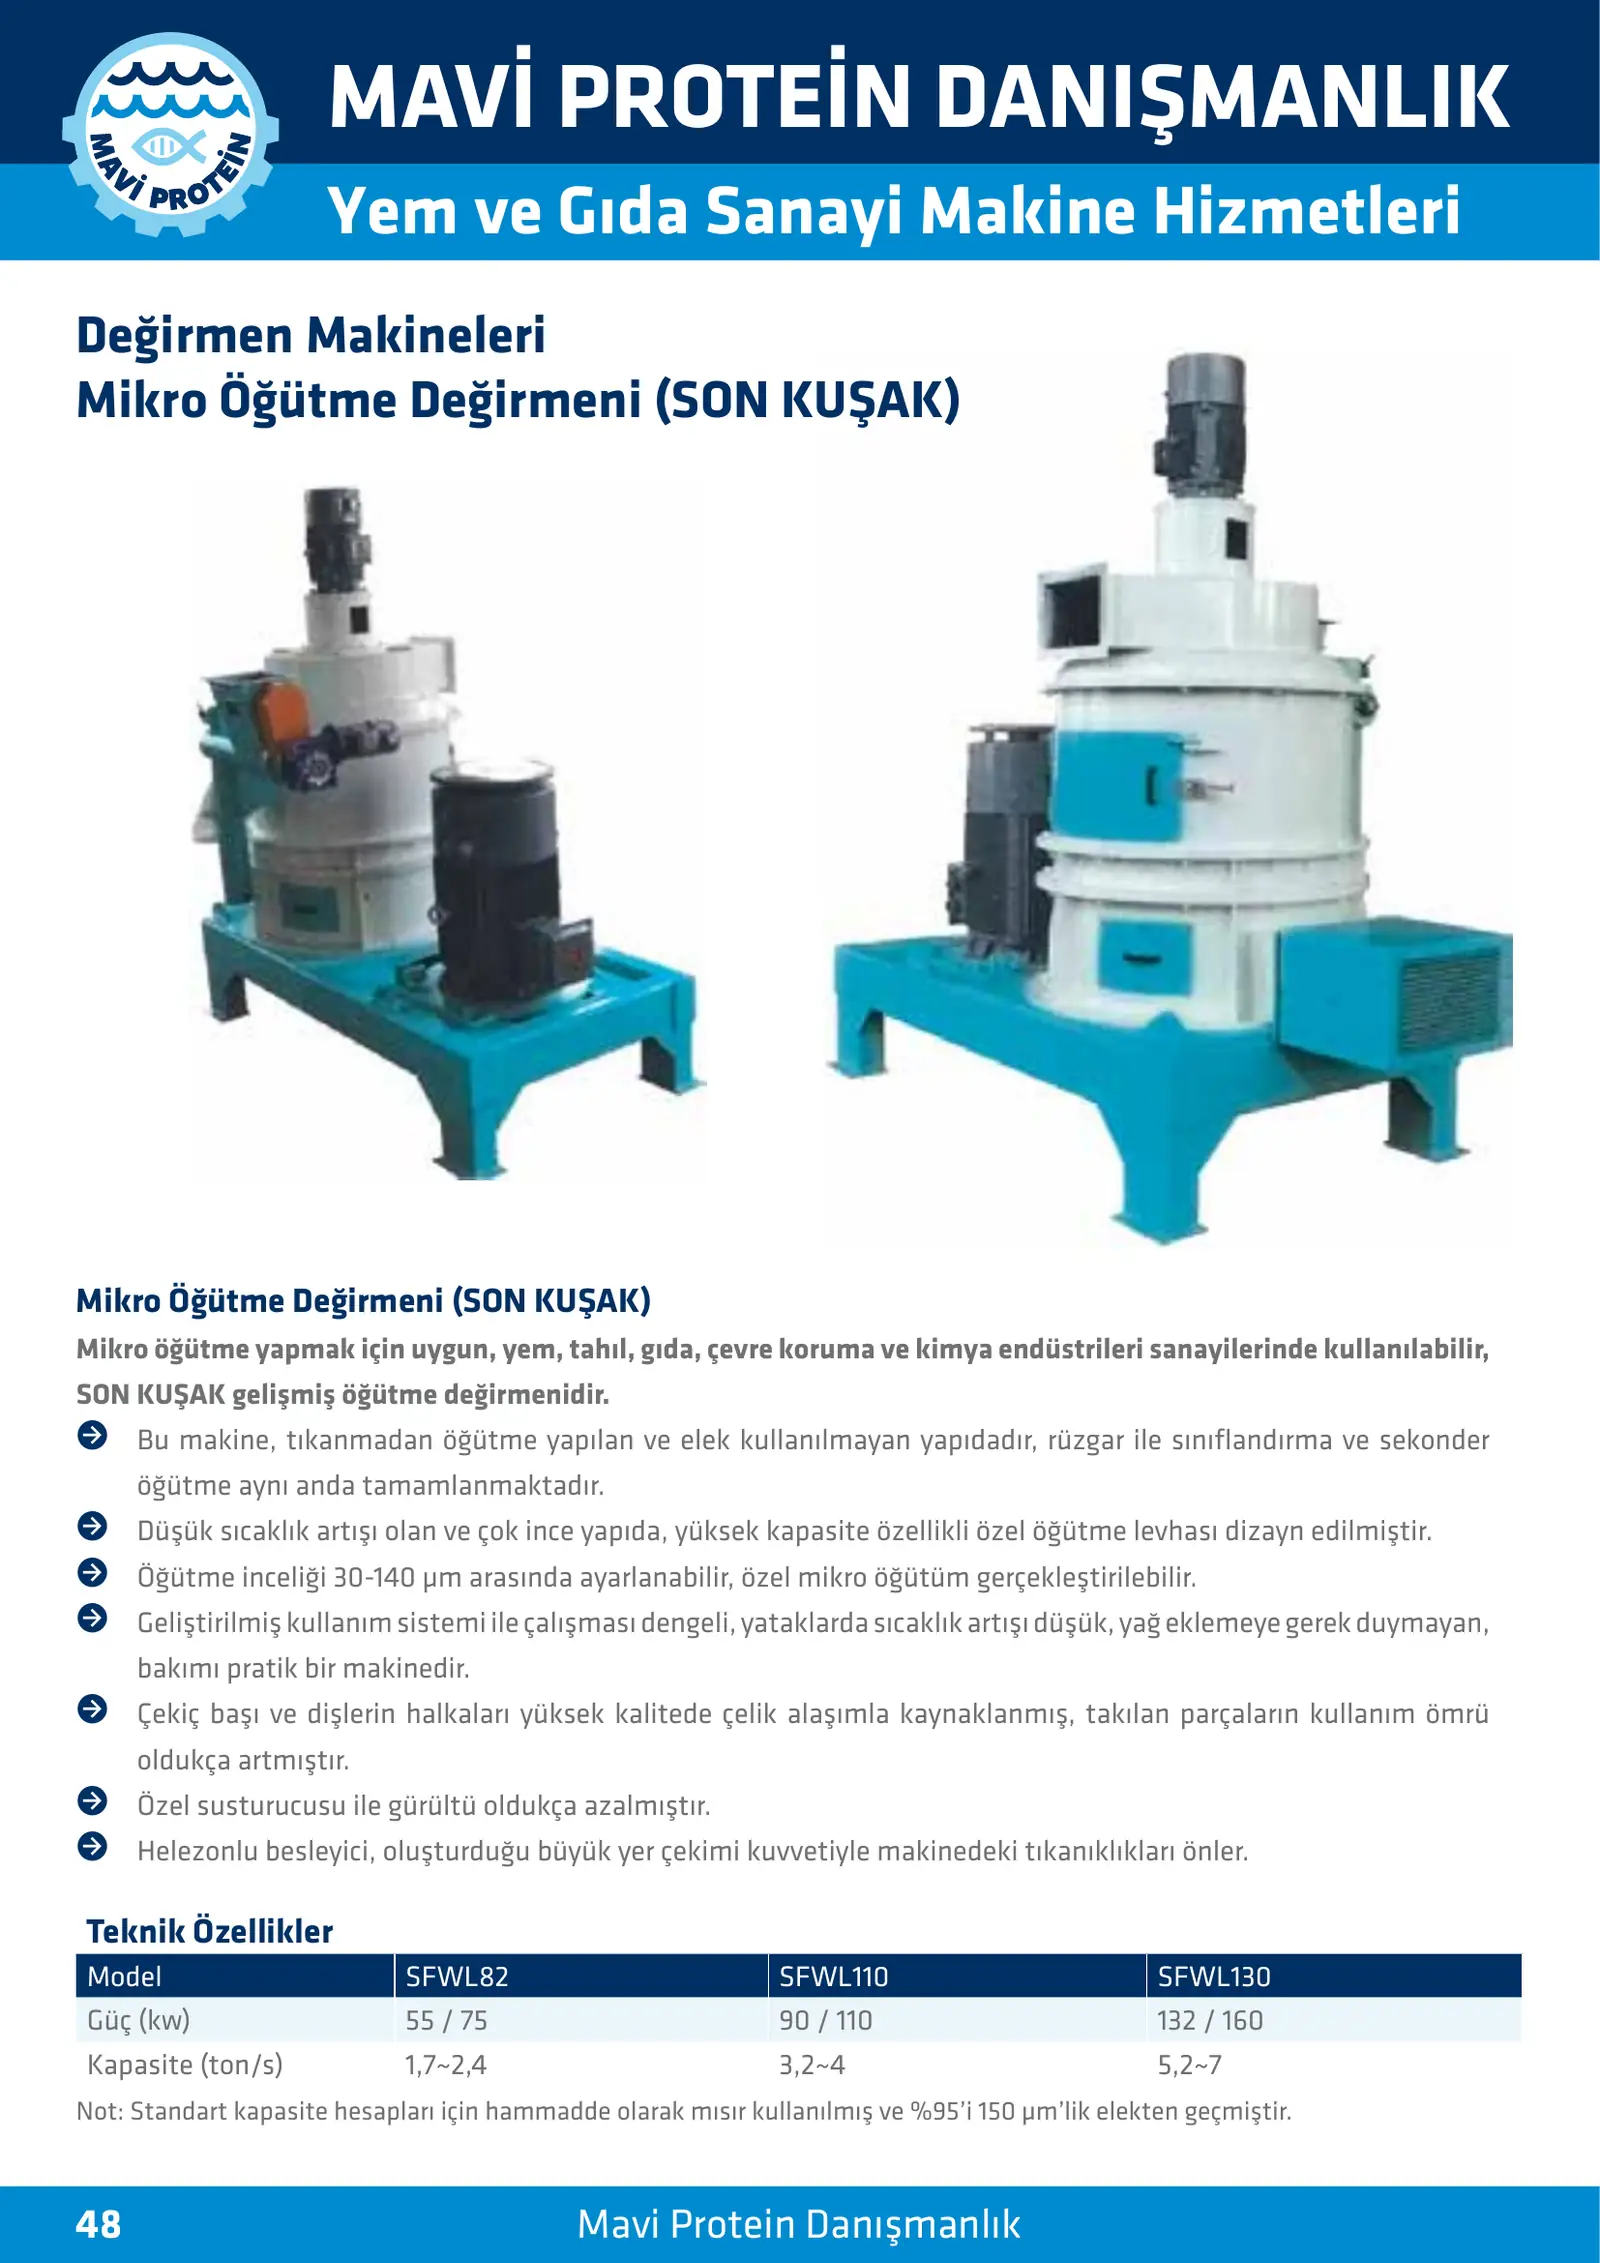 MAVİ PROTEİN
MAVİ PROTEİN DANIŞMANLIK
Yem ve Gıda Sanayi Makine Hizmetleri
Değirmen Makineleri
Mikro Öğütme Değirmeni (SON KUŞAK)
Mikro Öğütme Değirmeni (SON KUŞAK)
Mikro öğütme yapmak için uygun, yem, tahıl, gıda, çevre koruma ve kimya endüstrileri sanayilerinde kullanılabilir,
SON KUŞAK gelişmiş öğütme değirmenidir.
Bu makine, tıkanmadan öğütme yapılan ve elek kullanılmayan yapıdadır, rüzgar ile sınıflandırma ve sekonder
öğütme aynı anda tamamlanmaktadır.
Düşük sıcaklık artışı olan ve çok ince yapıda, yüksek kapasite özellikli özel öğütme levhası dizayn edilmiştir.
Öğütme inceliği 30-140 µm arasında ayarlanabilir, özel mikro öğütüm gerçekleştirilebilir.
Geliştirilmiş kullanım sistemi ile çalışması dengeli, yataklarda sıcaklık artışı düşük, yağ eklemeye gerek duymayan,
bakımı pratik bir makinedir.
Çekiç başı ve dişlerin halkaları yüksek kalitede çelik alaşımla kaynaklanmış, takılan parçaların kullanım ömrü
oldukça artmıştır.
Özel susturucusu ile gürültü oldukça azalmıştır.
Helezonlu besleyici, oluşturduğu büyük yer çekimi kuvvetiyle makinedeki tıkanıklıkları önler.
Teknik Özellikler
Model SFWL82 SFWL110 SFWL130
Güç (kw) 55 / 75 90 / 110 132 / 160
Kapasite (ton/s) 1,7~2,4 3,2~4 5,2~7
Not: Standart kapasite hesapları için hammadde olarak mısır kullanılmış ve %95’i 150 µm’lik elekten geçmiştir.
48 Mavi Protein Danışmanlık